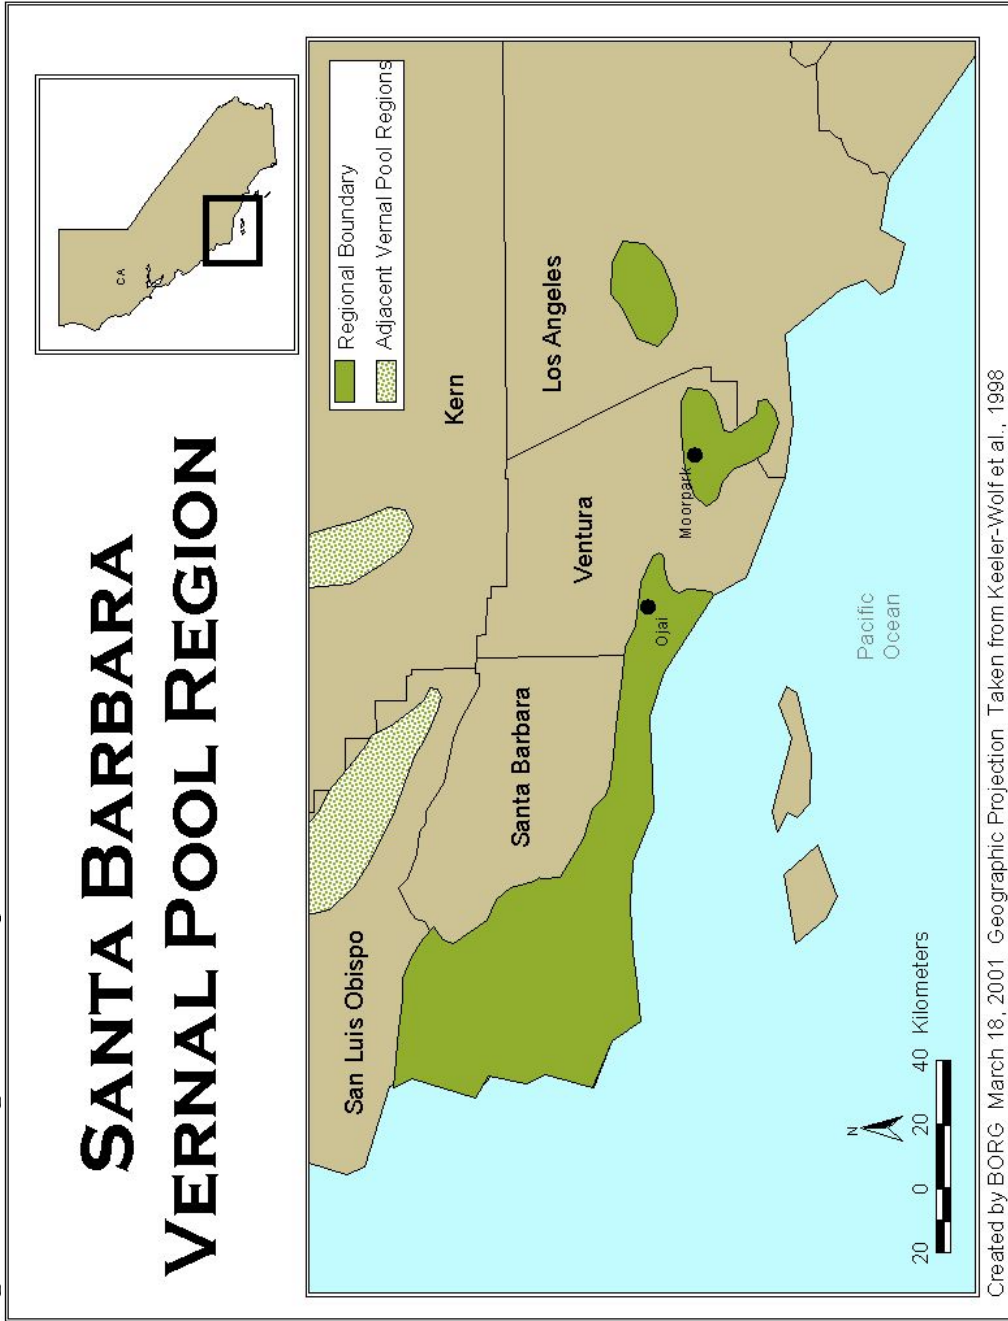 SANTA BARBARA
VERNAL POOL REGION
CA
Regional Boundary
Adjacent Vernal Pool Regions
Kern
San Luis Obispo
Los Angeles
Ventura
Santa Barbara
Moorpark
Ojai
Pacific
Ocean
N
20 0 20 40 Kilometers
Created by BORG March 18, 2001 Geographic Projection Taken from Keeler-Wolf et al., 1998